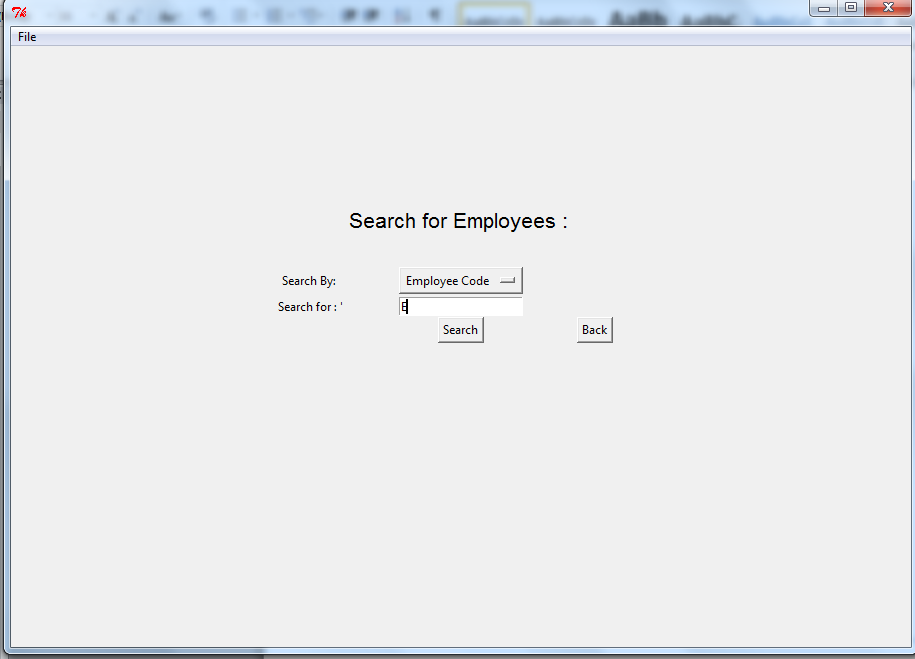 File
Search for Employees :
Search By: Employee Code
Search for : ' E
Search Back